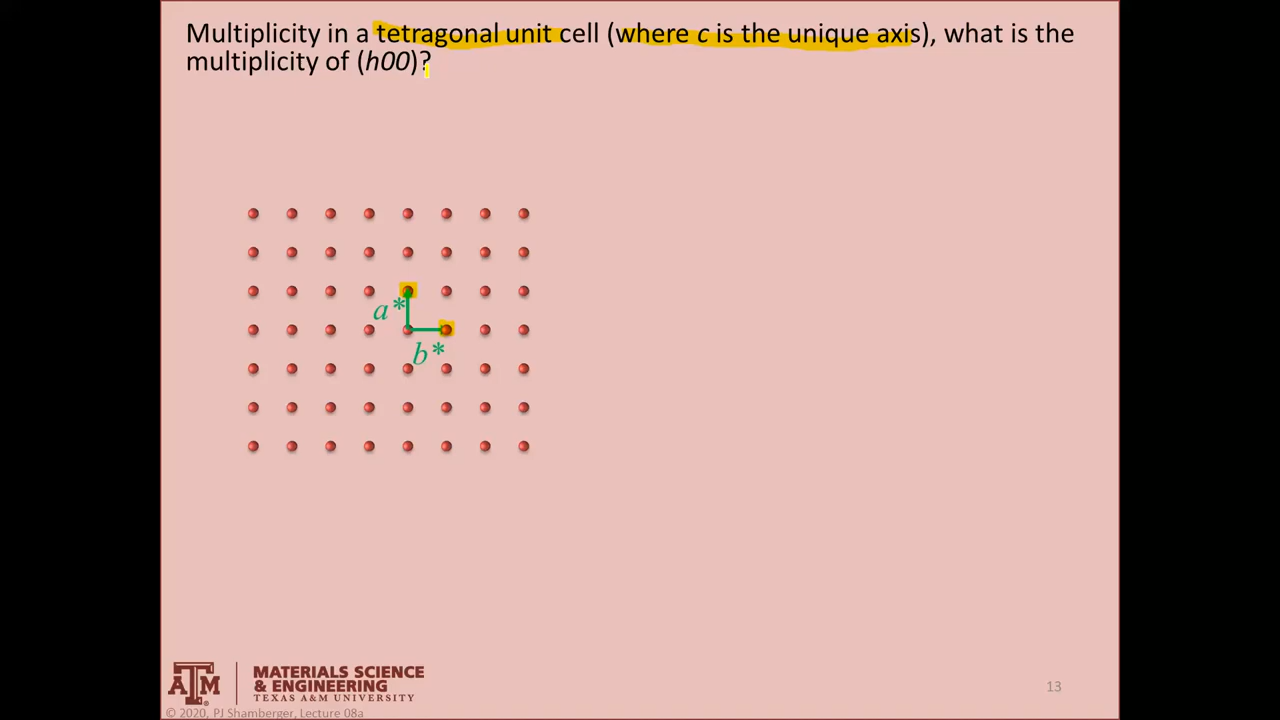 Multiplicity in a tetragonal unit cell (where c is the unique axis), what is the
multiplicity of (h00)?
a*
b*
ATM
MATERIALS SCIENCE
& ENGINEERING
TEXAS A&M UNIVERSITY
13
© 2020, PJ Shamberger, Lecture 08a